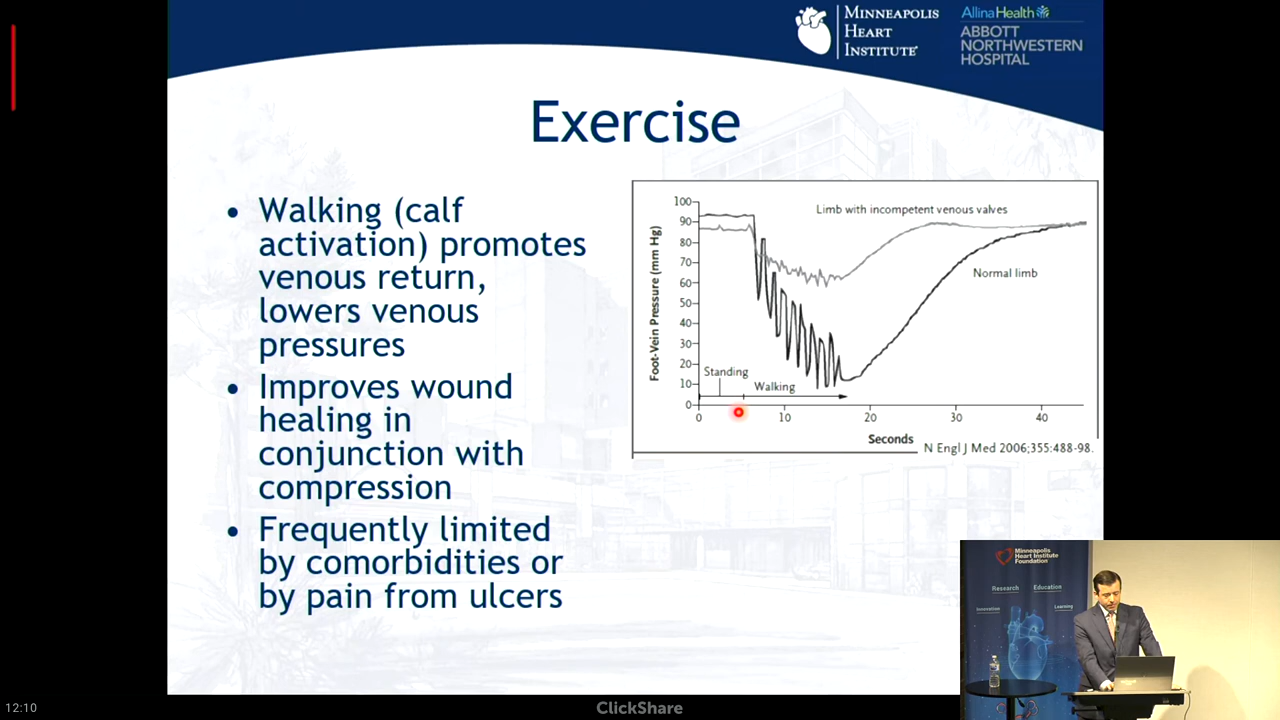 MINNEAPOLIS
HEART
INSTITUTE
AllinaHealth
ABBOTT
NORTHWESTERN
HOSPITAL
Exercise
• Walking (calf
activation) promotes
venous return,
lowers venous
pressures
• Improves wound
healing in
conjunction with
compression
• Frequently limited
by comorbidities or
by pain from ulcers
Foot-Vein Pressure (mm Hg)
100
90
80
70
60
50
40
30
20
10
0
Limb with incompetent venous valves
Normal limb
Standing
Walking
0 10 20 30 40
Seconds
N Engl J Med 2006;355:488-98.
Minneapolis
Heart Institute
Foundation
Research Education
Innovation Learning
12:10
ClickShare